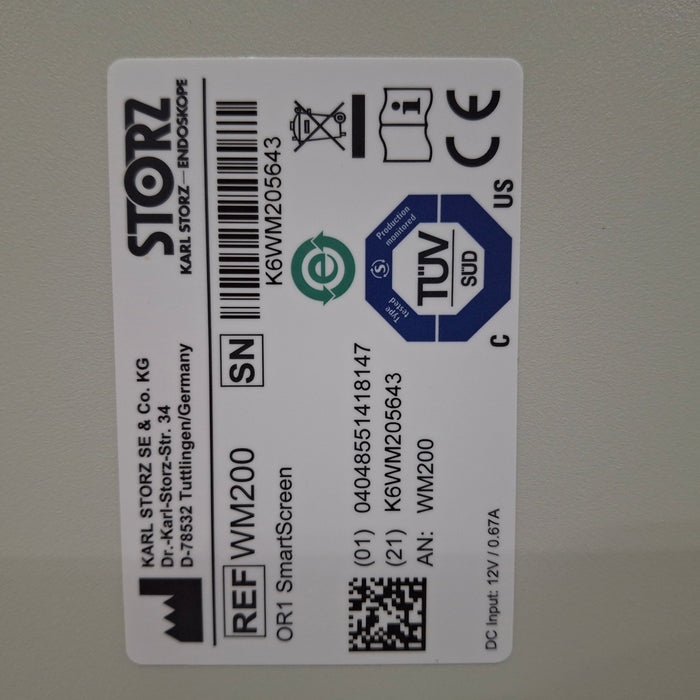 KARL STORZ SE & Co. KG
Dr.-Karl-Storz-Str. 34
D-78532 Tuttlingen/Germany
STORZ
KARL STORZ—ENDOSKOPE
REF WM200
OR1 SmartScreen
SN
K6WM205643
(01) 04048551418147
(21) K6WM205643
AN: WM200
DC Input: 12V / 0.67A
e
i
CE
Type tested
Production monitored
S
TÜV
SÜD
C
US